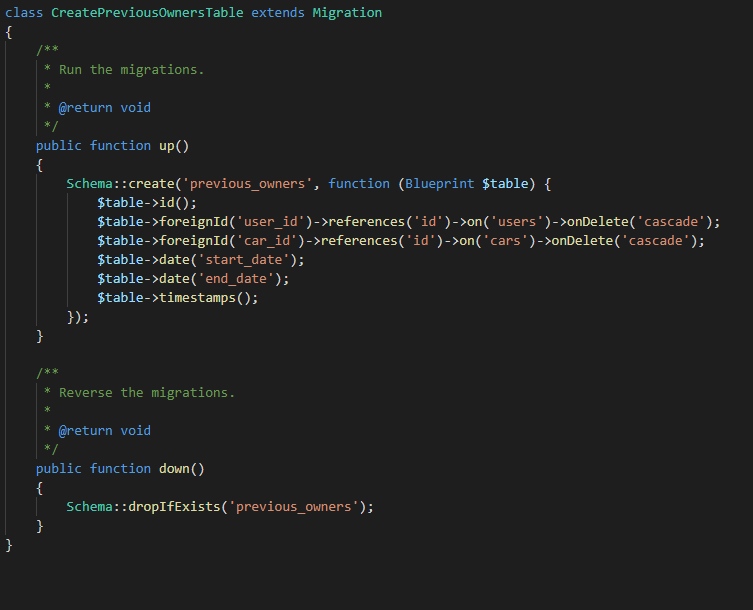 class CreatePreviousOwnersTable extends Migration
{
    /**
     * Run the migrations.
     *
     * @return void
     */
    public function up()
    {
        Schema::create('previous_owners', function (Blueprint $table) {
            $table->id();
            $table->foreignId('user_id')->references('id')->on('users')->onDelete('cascade');
            $table->foreignId('car_id')->references('id')->on('cars')->onDelete('cascade');
            $table->date('start_date');
            $table->date('end_date');
            $table->timestamps();
        });
    }

    /**
     * Reverse the migrations.
     *
     * @return void
     */
    public function down()
    {
        Schema::dropIfExists('previous_owners');
    }
}